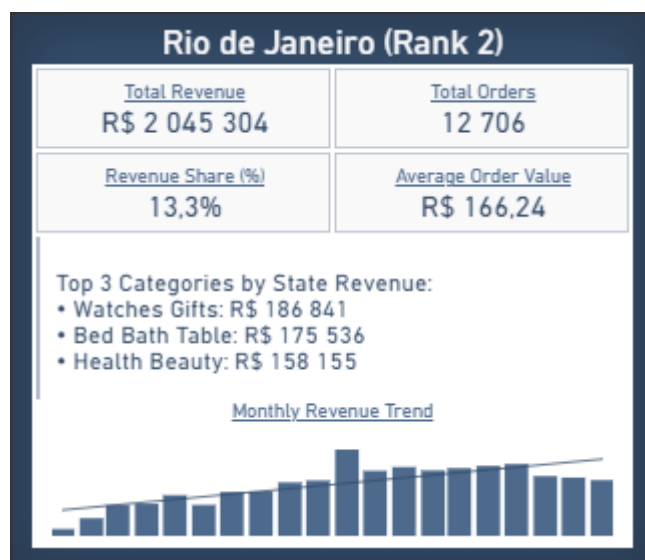 Rio de Janeiro (Rank 2)
Total Revenue
R$ 2 045 304
Total Orders
12 706
Revenue Share (%)
13,3%
Average Order Value
R$ 166,24
Top 3 Categories by State Revenue:
• Watches Gifts: R$ 186 841
• Bed Bath Table: R$ 175 536
• Health Beauty: R$ 158 155
Monthly Revenue Trend